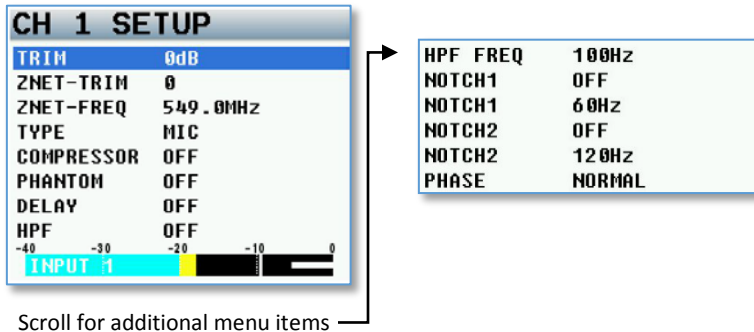 CH 1 SETUP
TRIM 0dB
ZNET-TRIM 0
ZNET-FREQ 549.0MHz
TYPE MIC
COMPRESSOR OFF
PHANTOM OFF
DELAY OFF
HPF OFF
-40 -30 -20 -10 0
INPUT 1
HPF FREQ 100Hz
NOTCH1 OFF
NOTCH1 60Hz
NOTCH2 OFF
NOTCH2 120Hz
PHASE NORMAL
Scroll for additional menu items